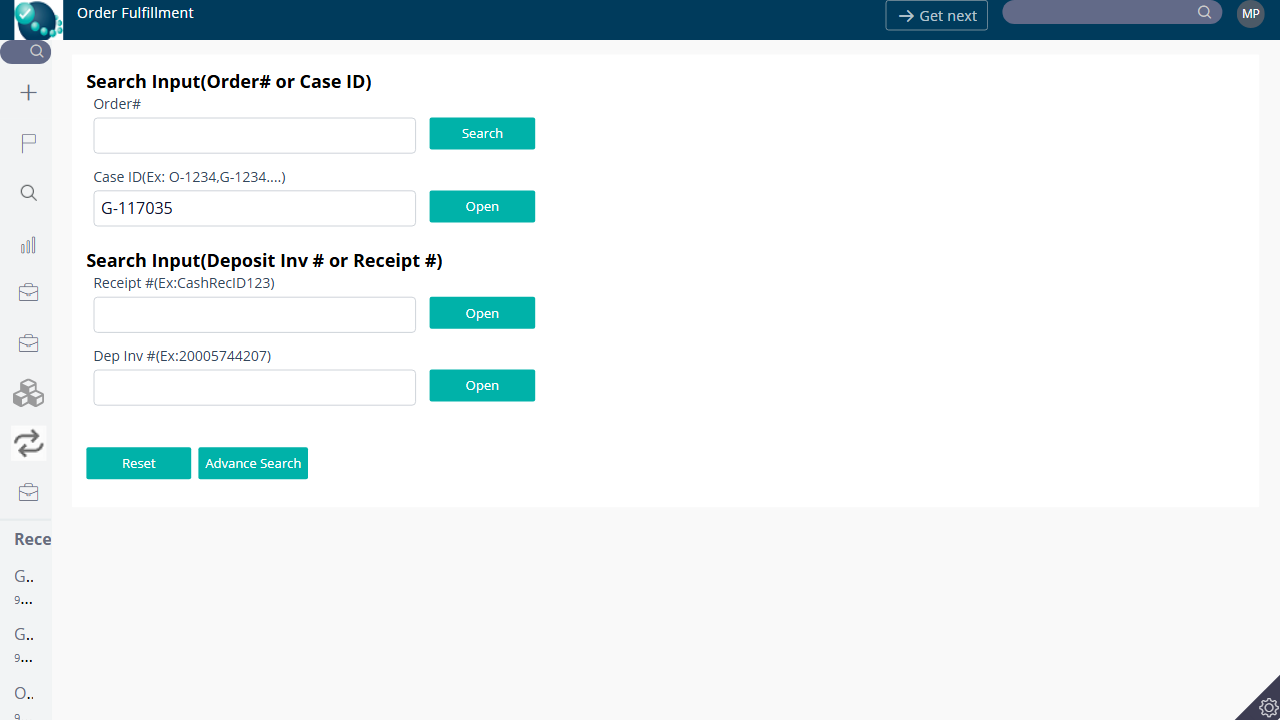 Order Fulfillment
Get next
MP
Search Input(Order# or Case ID)
Order#
Search
Case ID(Ex: O-1234,G-1234....)
G-117035
Open
Search Input(Deposit Inv # or Receipt #)
Receipt #(Ex:CashRecID123)
Open
Dep Inv #(Ex:20005744207)
Open
Reset
Advance Search
Rece
G..
9...
G..
9...
O..
9